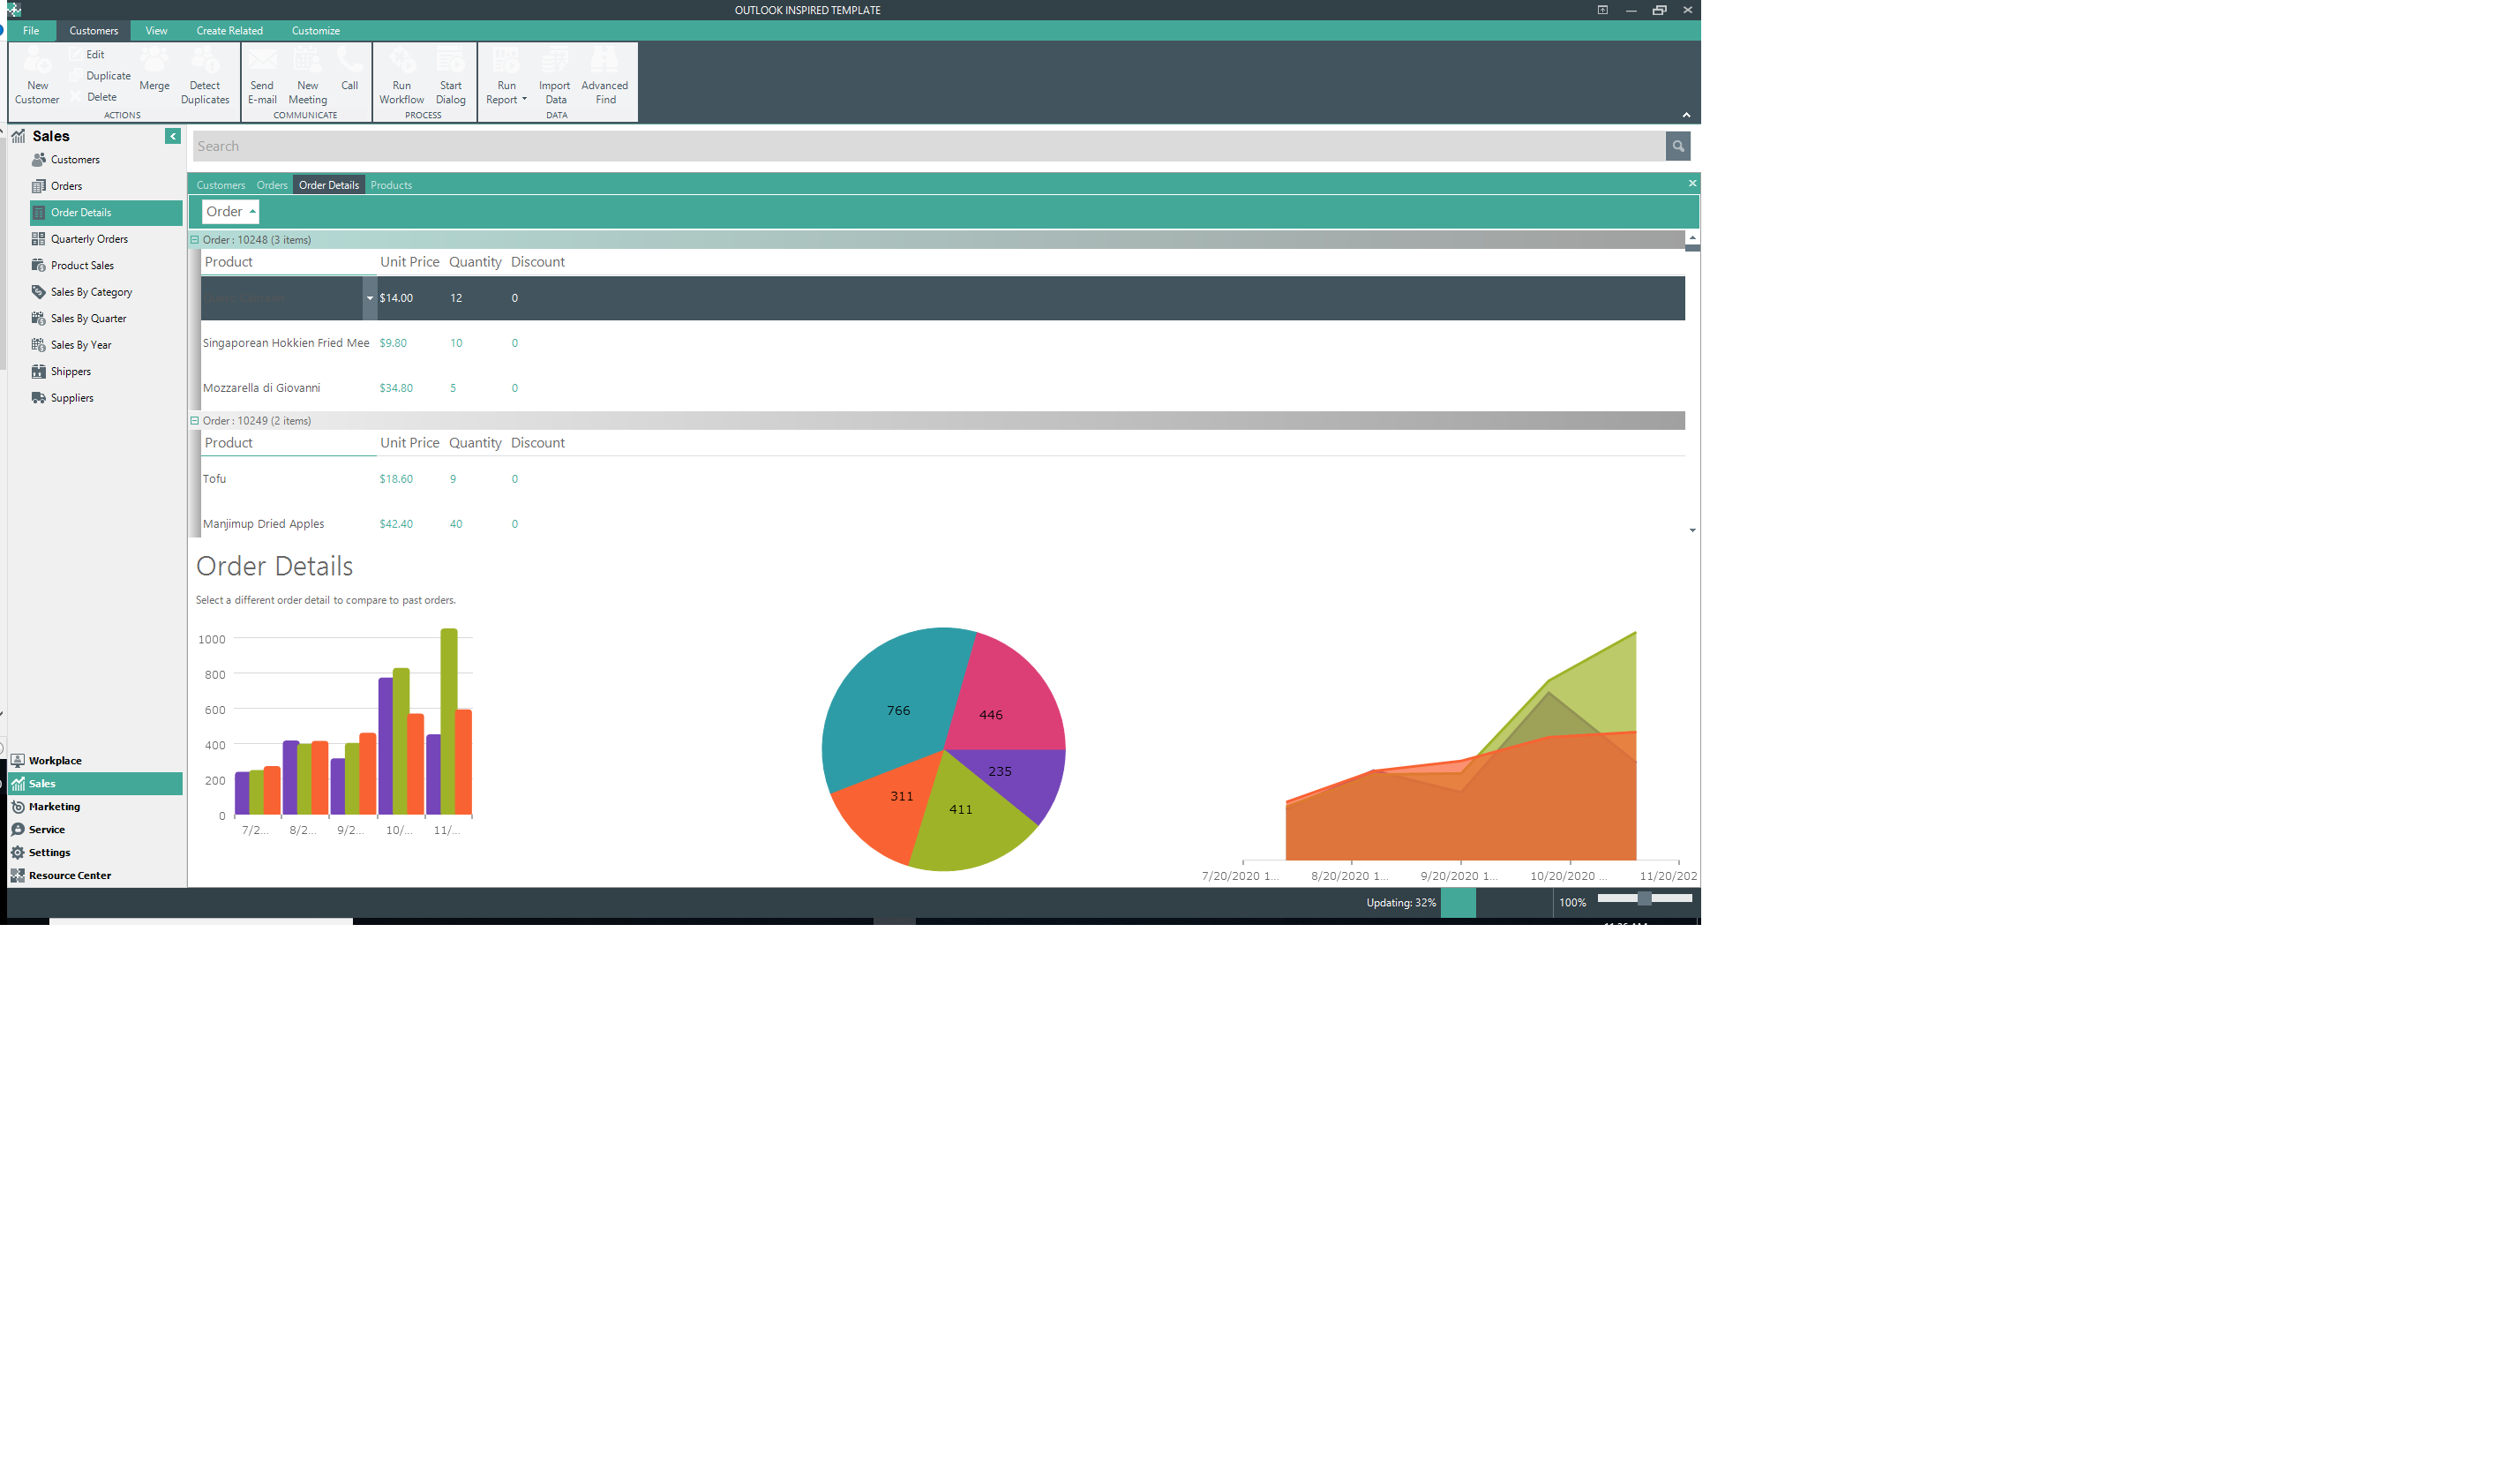 OUTLOOK INSPIRED TEMPLATE
File Customers View Create Related Customize
New Customer
Edit
Duplicate
Delete
Merge
Detect Duplicates
ACTIONS
Send E-mail
New Meeting
Call
COMMUNICATE
Run Workflow
Start Dialog
PROCESS
Run Report
Import Data
Advanced Find
DATA
Sales
Customers
Orders
Order Details
Quarterly Orders
Product Sales
Sales By Category
Sales By Quarter
Sales By Year
Shippers
Suppliers
Workplace
Sales
Marketing
Service
Settings
Resource Center
Search
Customers Orders Order Details Products
Order
Order : 10248 (3 items)
Product Unit Price Quantity Discount
$14.00 12 0
Singaporean Hokkien Fried Mee $9.80 10 0
Mozzarella di Giovanni $34.80 5 0
Order : 10249 (2 items)
Product Unit Price Quantity Discount
Tofu $18.60 9 0
Manjimup Dried Apples $42.40 40 0
Order Details
Select a different order detail to compare to past orders.
1000
800
600
400
200
0
7/2... 8/2... 9/2... 10/... 11/...
766
446
235
311
411
7/20/2020 1... 8/20/2020 1... 9/20/2020 1... 10/20/2020 ... 11/20/202
Updating: 32%
100%